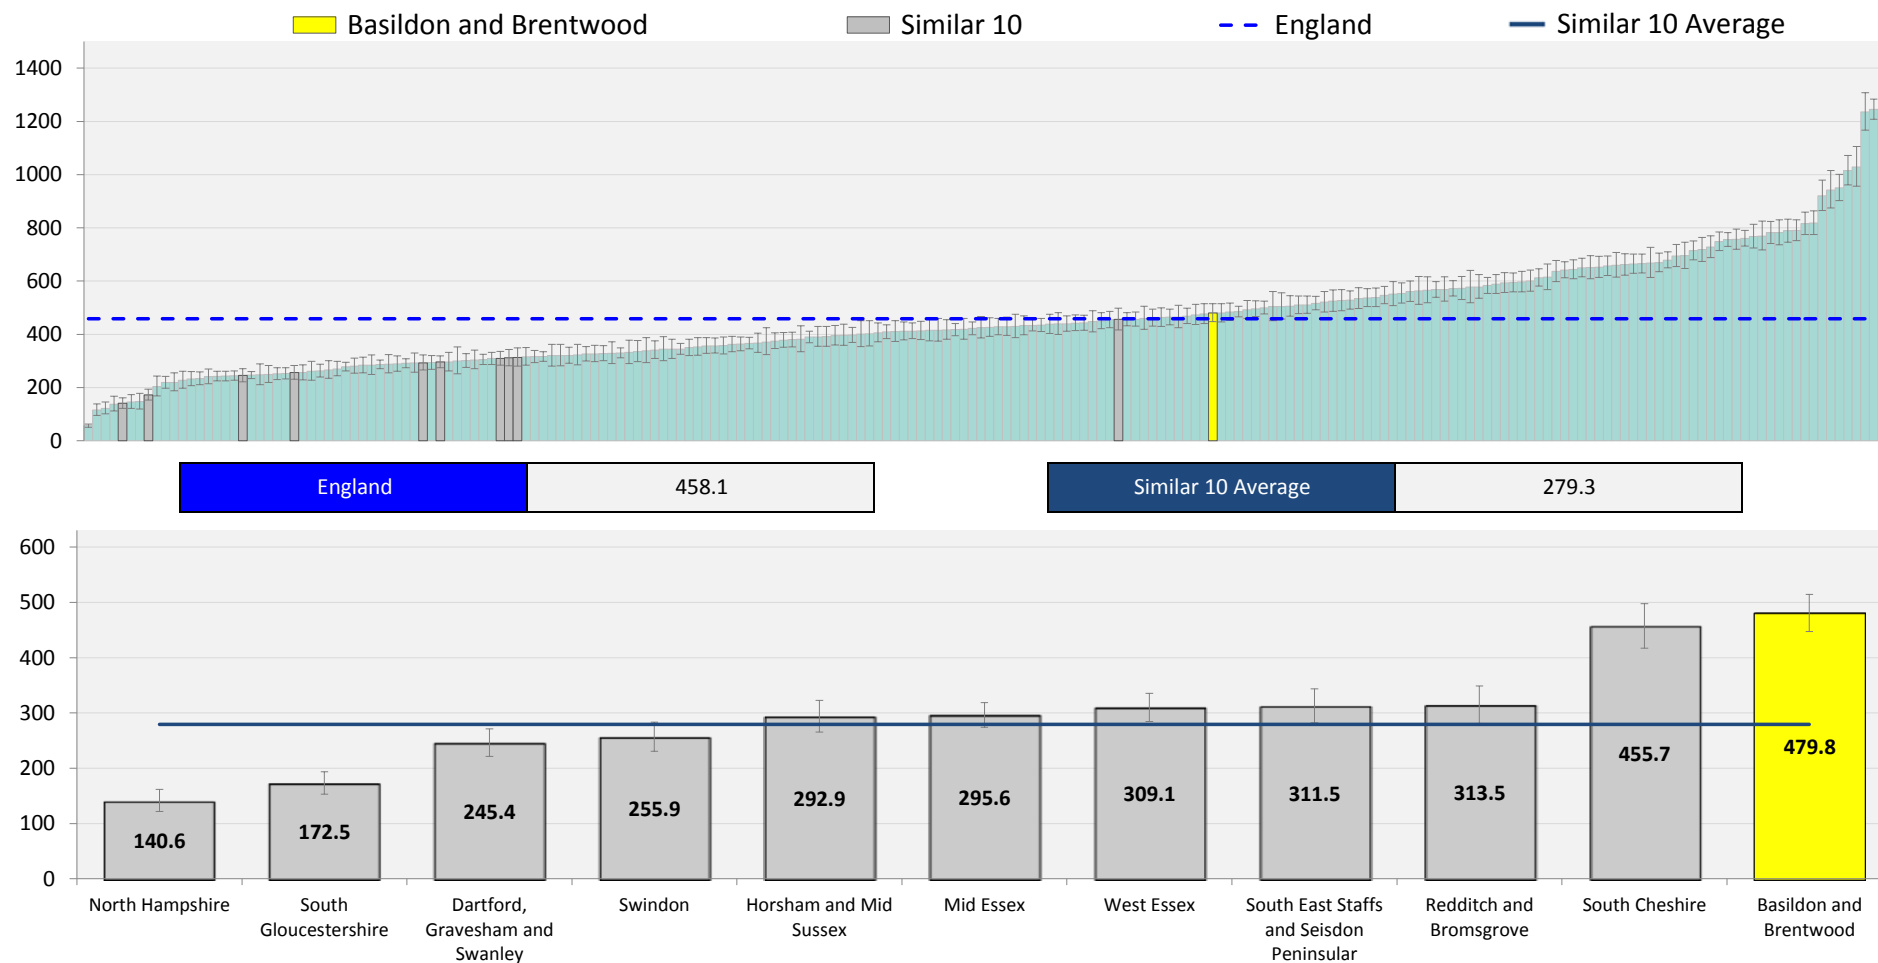 Basildon and Brentwood
Similar 10
England
Similar 10 Average
1400
1200
1000
800
600
400
200
0
England
458.1
Similar 10 Average
279.3
600
500
400
300
200
100
0
140.6
172.5
245.4
255.9
292.9
295.6
309.1
311.5
313.5
455.7
479.8
North Hampshire
South
Gloucestershire
Dartford,
Gravesham and
Swanley
Swindon
Horsham and Mid
Sussex
Mid Essex
West Essex
South East Staffs
and Seisdon
Peninsular
Redditch and
Bromsgrove
South Cheshire
Basildon and
Brentwood